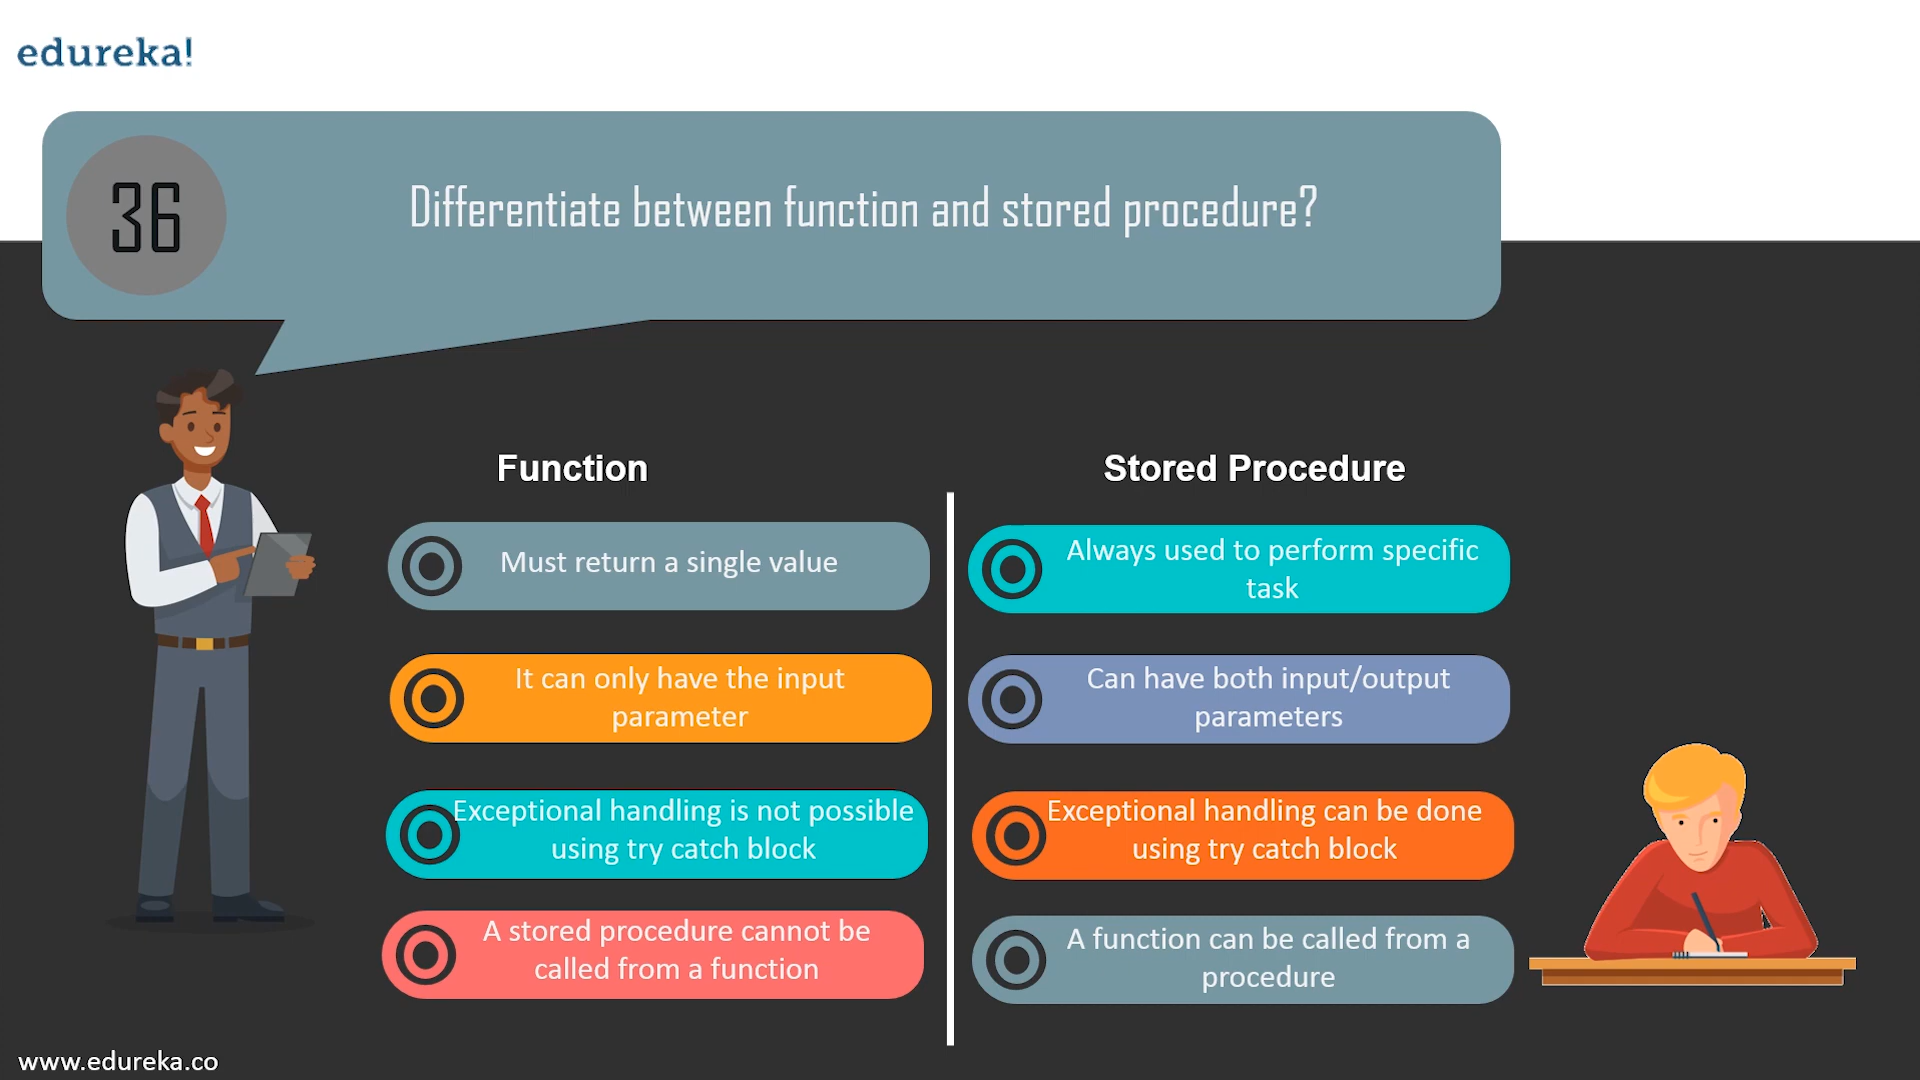 edureka!
36
Differentiate between function and stored procedure?
Function
Must return a single value
It can only have the input
parameter
Exceptional handling is not possible
using try catch block
A stored procedure cannot be
called from a function
Stored Procedure
Always used to perform specific
task
Can have both input/output
parameters
Exceptional handling can be done
using try catch block
A function can be called from a
procedure
www.edureka.co